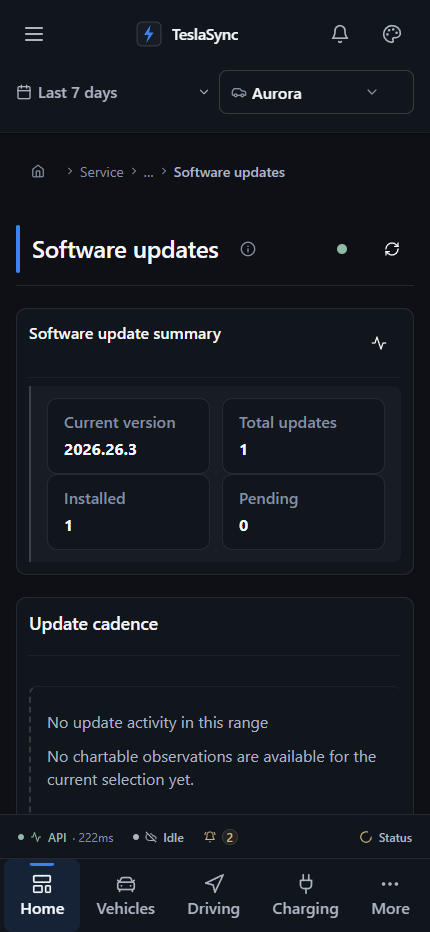 TeslaSync
Last 7 days
Aurora
Service
...
Software updates
Software updates
Software update summary
Current version
2026.26.3
Total updates
1
Installed
1
Pending
0
Update cadence
No update activity in this range
No chartable observations are available for the
current selection yet.
API · 222ms
Idle
2
Status
Home
Vehicles
Driving
Charging
More